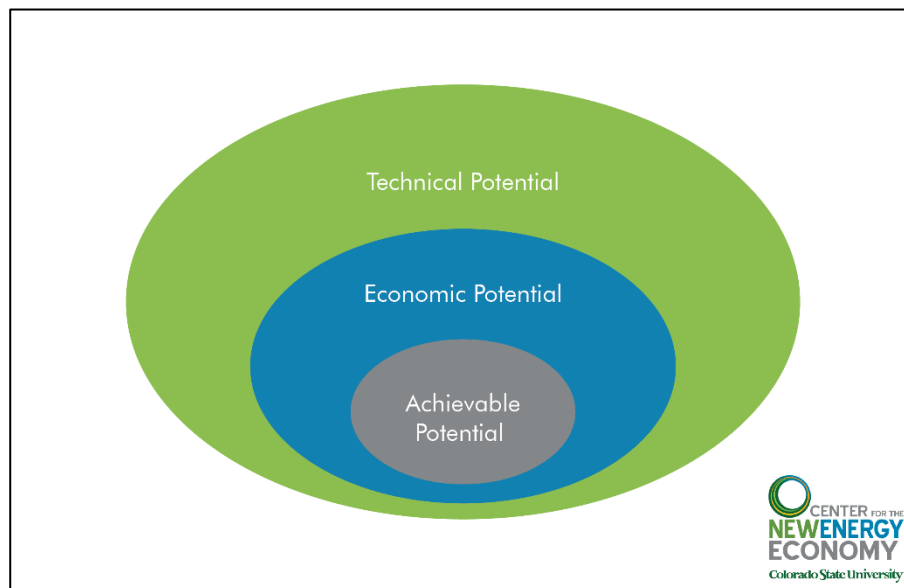 Technical Potential
Economic Potential
Achievable
Potential
CENTER FOR THE
NEWENERGY
ECONOMY
Colorado State University